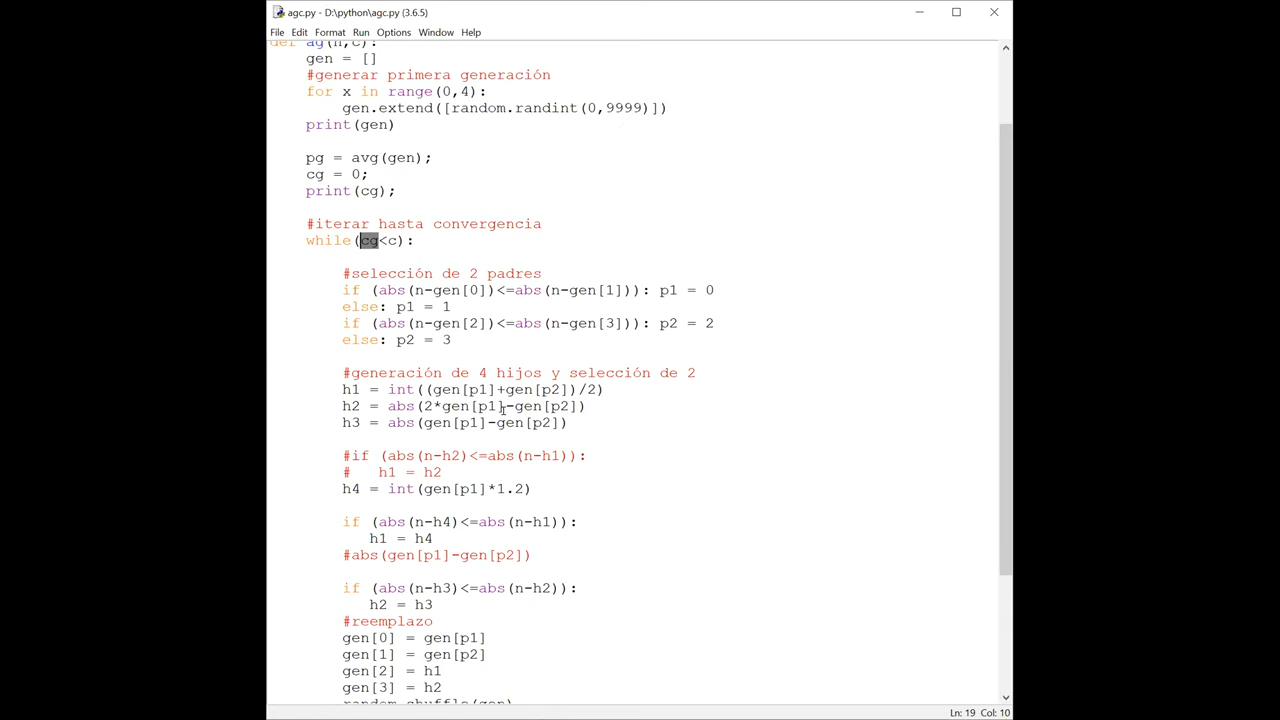 agc.py - D:\python\agc.py (3.6.5)
File Edit Format Run Options Window Help
def ag(n,c):
gen = []
#generar primera generación
for x in range(0,4):
gen.extend([random.randint(0,9999)])
print(gen)
pg = avg(gen);
cg = 0;
print(cg);
#iterar hasta convergencia
while(cg<c):
#selección de 2 padres
if (abs(n-gen[0])<=abs(n-gen[1])): p1 = 0
else: p1 = 1
if (abs(n-gen[2])<=abs(n-gen[3])): p2 = 2
else: p2 = 3
#generación de 4 hijos y selección de 2
h1 = int((gen[p1]+gen[p2])/2)
h2 = abs(2*gen[p1]-gen[p2])
h3 = abs(gen[p1]-gen[p2])
#if (abs(n-h2)<=abs(n-h1)):
# h1 = h2
h4 = int(gen[p1]*1.2)
if (abs(n-h4)<=abs(n-h1)):
h1 = h4
#abs(gen[p1]-gen[p2])
if (abs(n-h3)<=abs(n-h2)):
h2 = h3
#reemplazo
gen[0] = gen[p1]
gen[1] = gen[p2]
gen[2] = h1
gen[3] = h2
random.shuffle(gen)
Ln: 19 Col: 10